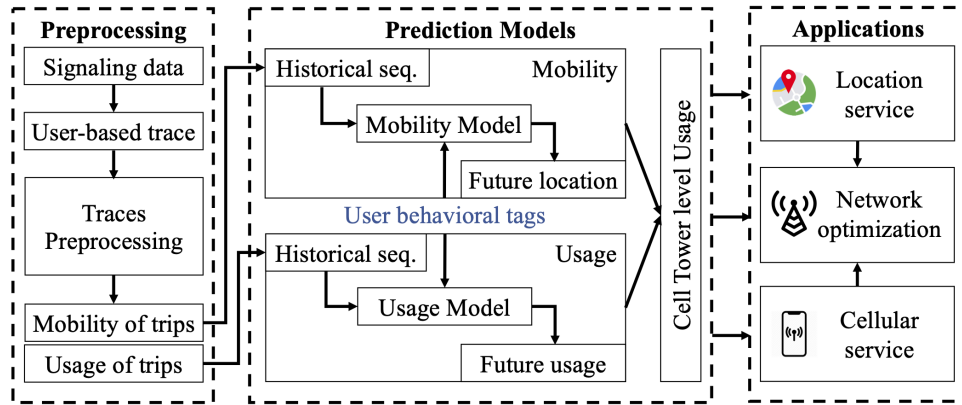 Preprocessing
Signaling data
User-based trace
Traces
Preprocessing
Mobility of trips
Usage of trips
Prediction Models
Historical seq.
Mobility
Mobility Model
Future location
User behavioral tags
Historical seq.
Usage
Usage Model
Future usage
Cell Tower level Usage
Applications
Location
service
Network
optimization
Cellular
service